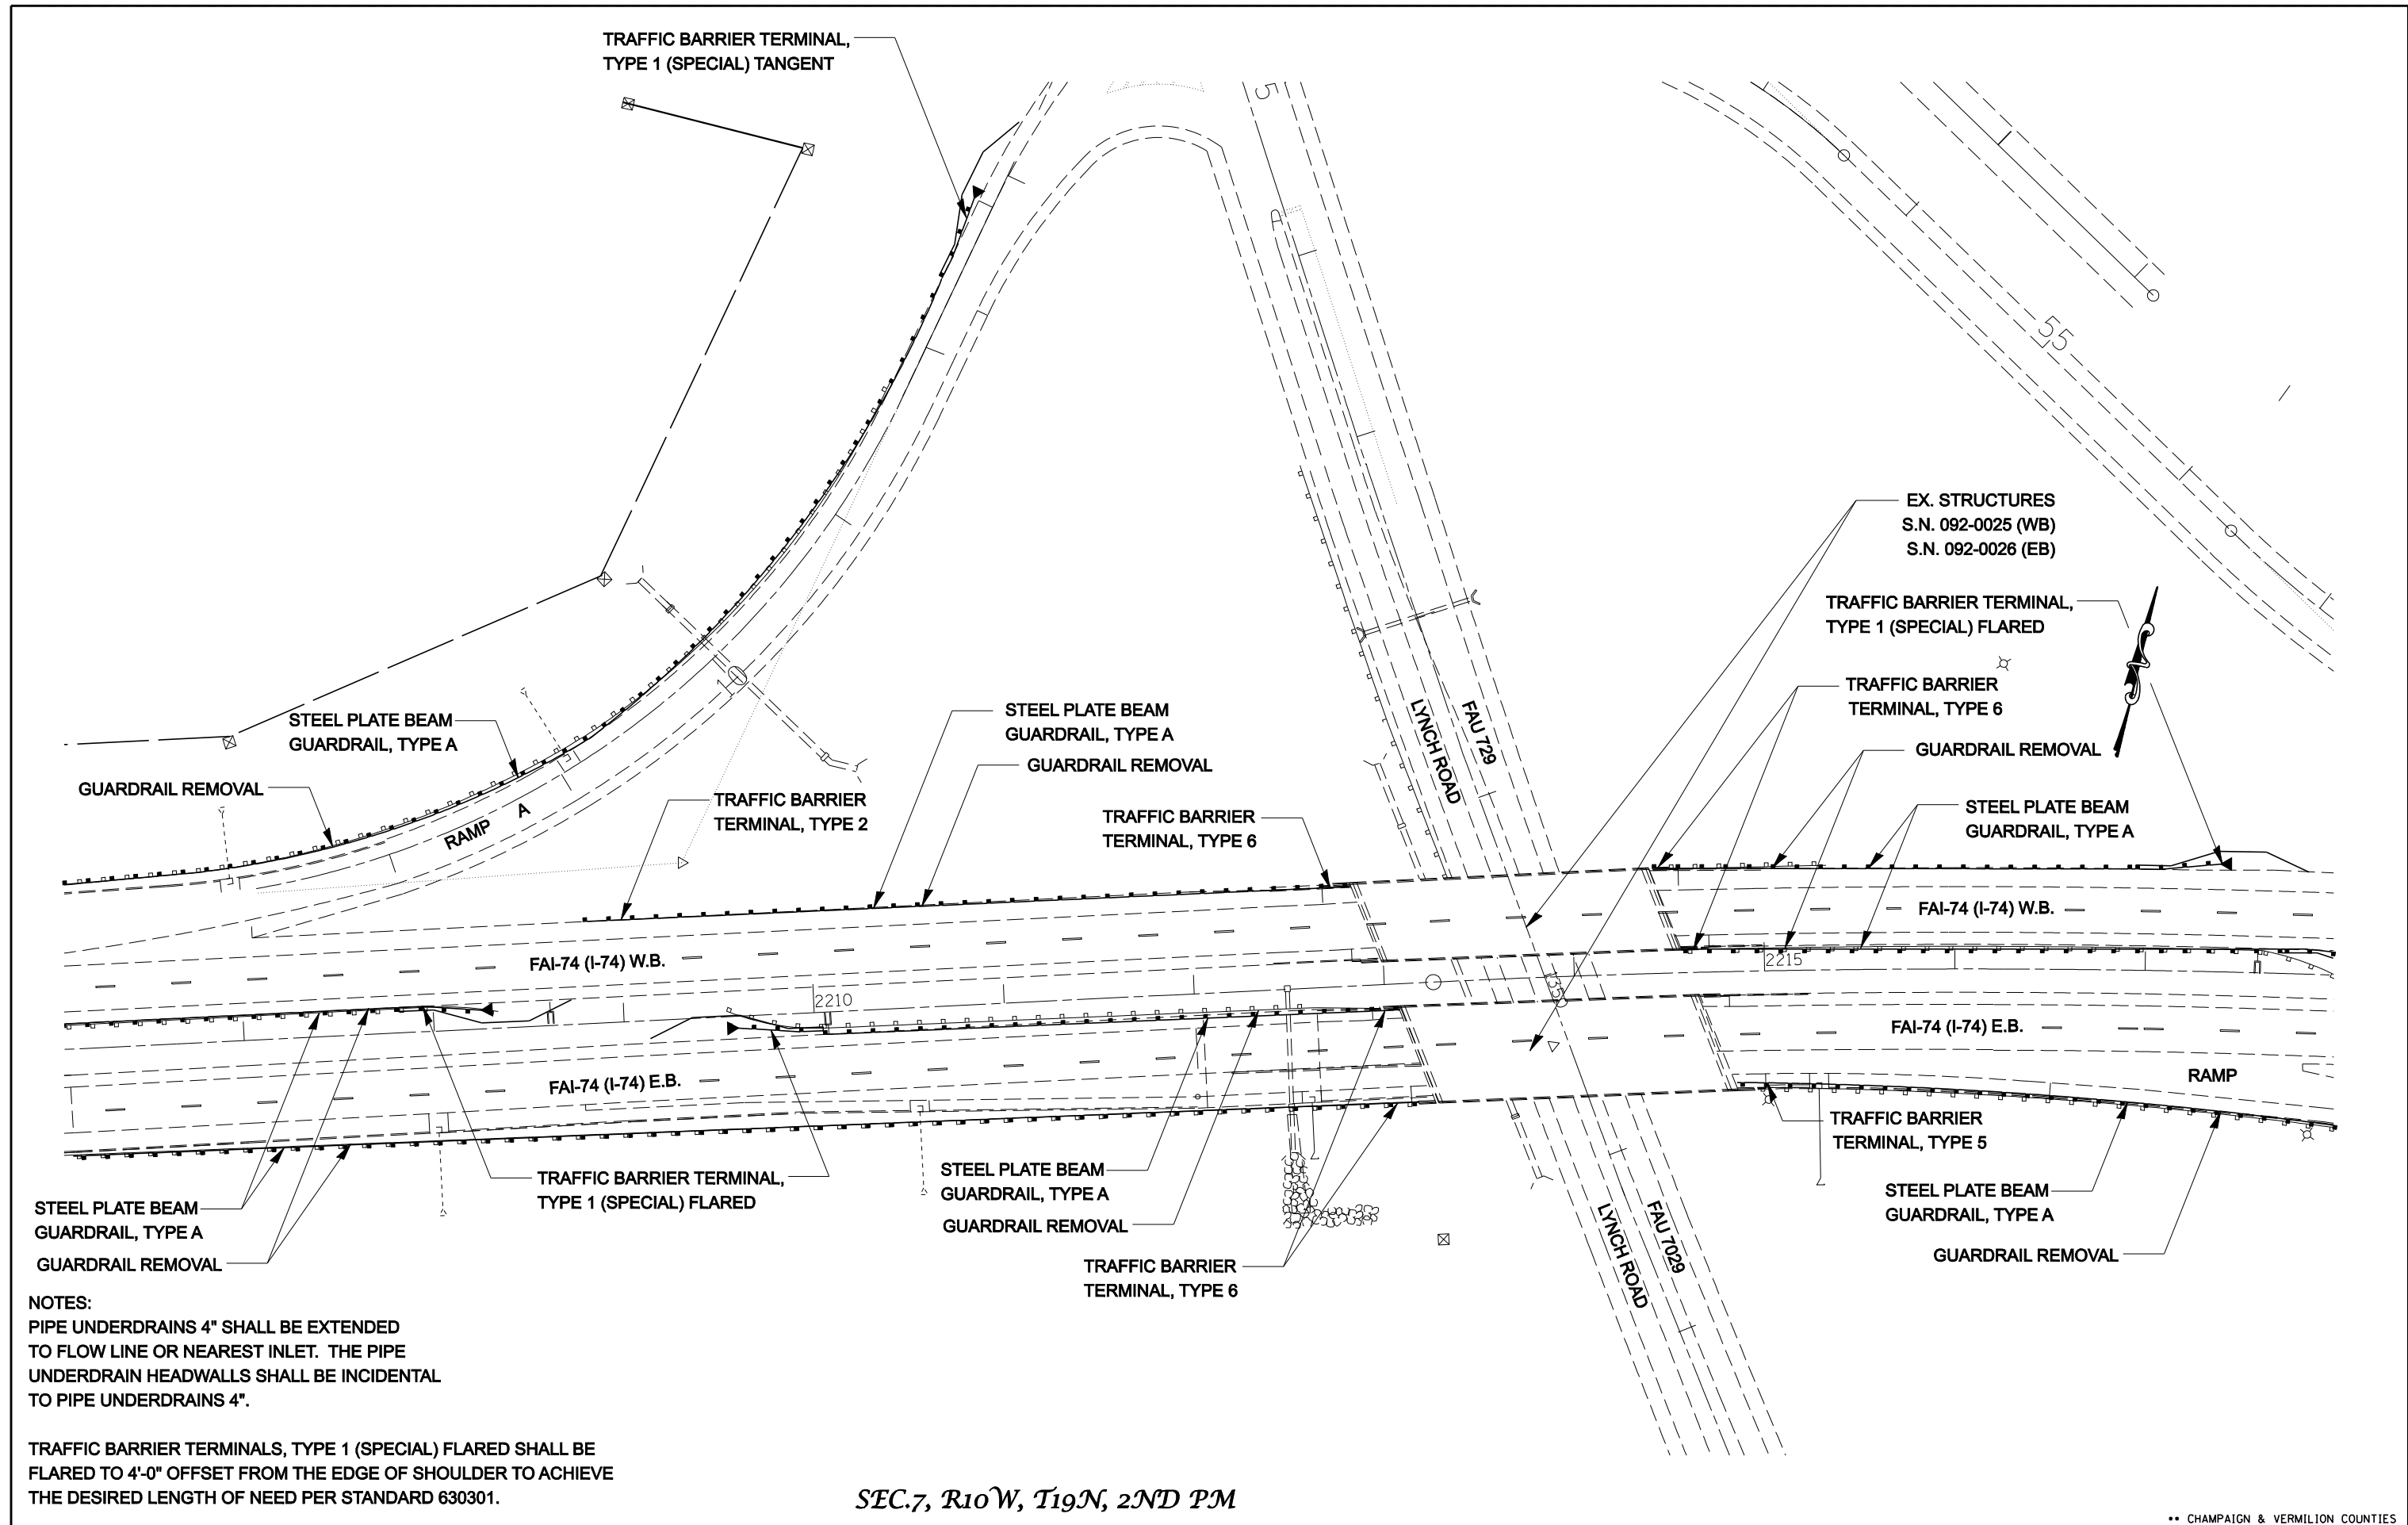 TRAFFIC BARRIER TERMINAL,
TYPE 1 (SPECIAL) TANGENT
5
55
EX. STRUCTURES
S.N. 092-0025 (WB)
S.N. 092-0026 (EB)
TRAFFIC BARRIER TERMINAL,
TYPE 1 (SPECIAL) FLARED
TRAFFIC BARRIER
TERMINAL, TYPE 6
GUARDRAIL REMOVAL
STEEL PLATE BEAM
GUARDRAIL, TYPE A
STEEL PLATE BEAM
GUARDRAIL, TYPE A
GUARDRAIL REMOVAL
RAMP A
STEEL PLATE BEAM
GUARDRAIL, TYPE A
GUARDRAIL REMOVAL
TRAFFIC BARRIER
TERMINAL, TYPE 2
TRAFFIC BARRIER
TERMINAL, TYPE 6
LYNCH ROAD
FAU 729
FAI-74 (I-74) W.B.
FAI-74 (I-74) W.B.
2210
2215
FAI-74 (I-74) E.B.
FAI-74 (I-74) E.B.
RAMP
TRAFFIC BARRIER
TERMINAL, TYPE 5
STEEL PLATE BEAM
GUARDRAIL, TYPE A
GUARDRAIL REMOVAL
TRAFFIC BARRIER TERMINAL,
TYPE 1 (SPECIAL) FLARED
STEEL PLATE BEAM
GUARDRAIL, TYPE A
GUARDRAIL REMOVAL
TRAFFIC BARRIER
TERMINAL, TYPE 6
LYNCH ROAD
FAU 7029
STEEL PLATE BEAM
GUARDRAIL, TYPE A
GUARDRAIL REMOVAL
NOTES:
PIPE UNDERDRAINS 4" SHALL BE EXTENDED
TO FLOW LINE OR NEAREST INLET. THE PIPE
UNDERDRAIN HEADWALLS SHALL BE INCIDENTAL
TO PIPE UNDERDRAINS 4".
TRAFFIC BARRIER TERMINALS, TYPE 1 (SPECIAL) FLARED SHALL BE
FLARED TO 4'-0" OFFSET FROM THE EDGE OF SHOULDER TO ACHIEVE
THE DESIRED LENGTH OF NEED PER STANDARD 630301.
SEC.7, R10W, T19N, 2ND PM
•• CHAMPAIGN & VERMILION COUNTIES